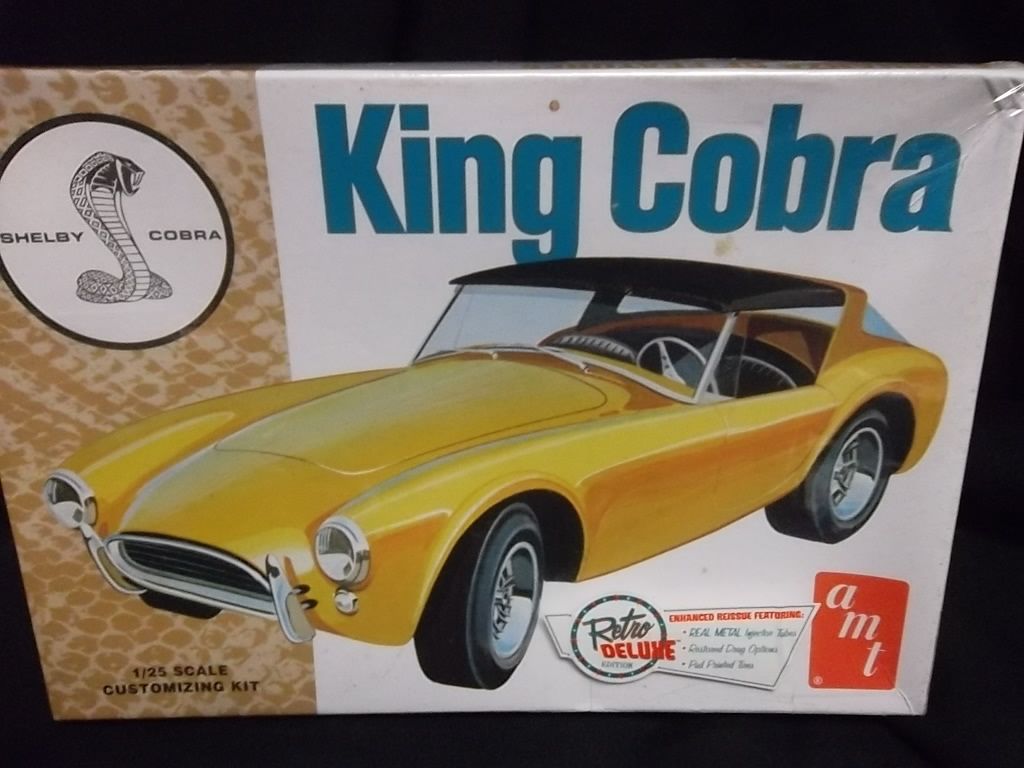 King Cobra
SHELBY COBRA
1/25 SCALE
CUSTOMIZING KIT
Retro
DELUXE™
EDITION
ENHANCED REISSUE FEATURING:
• REAL METAL Injector Tubes
• Restored Drag Options
• Pad Printed Tires
amt
®